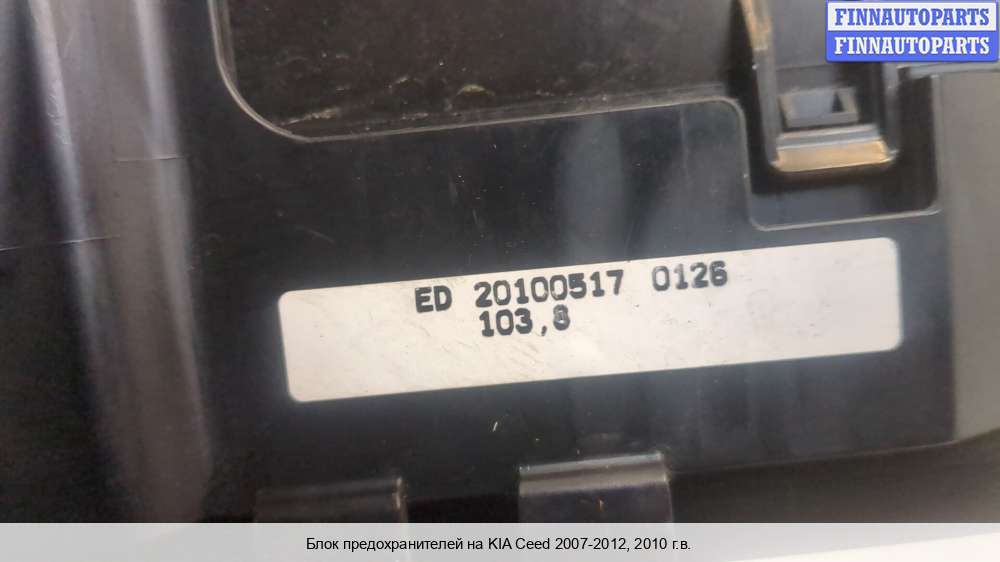 FINNAUTOPARTS
FINNAUTOPARTS
ED 20100517 0126
103,8
Блок предохранителей на KIA Ceed 2007-2012, 2010 г.в.